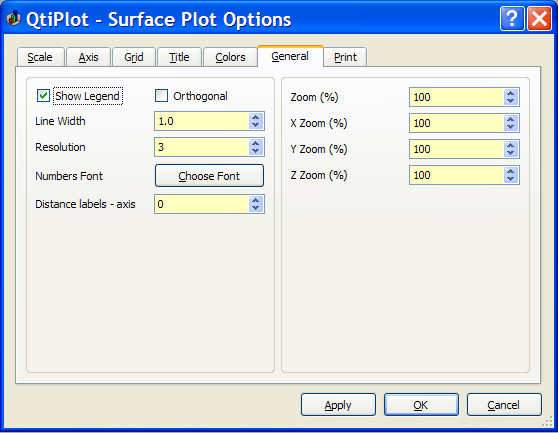 QtiPlot - Surface Plot Options
Scale Axis Grid Title Colors General Print
Show Legend Orthogonal
Line Width 1.0
Resolution 3
Numbers Font Choose Font
Distance labels - axis 0
Zoom (%) 100
X Zoom (%) 100
Y Zoom (%) 100
Z Zoom (%) 100
Apply OK Cancel